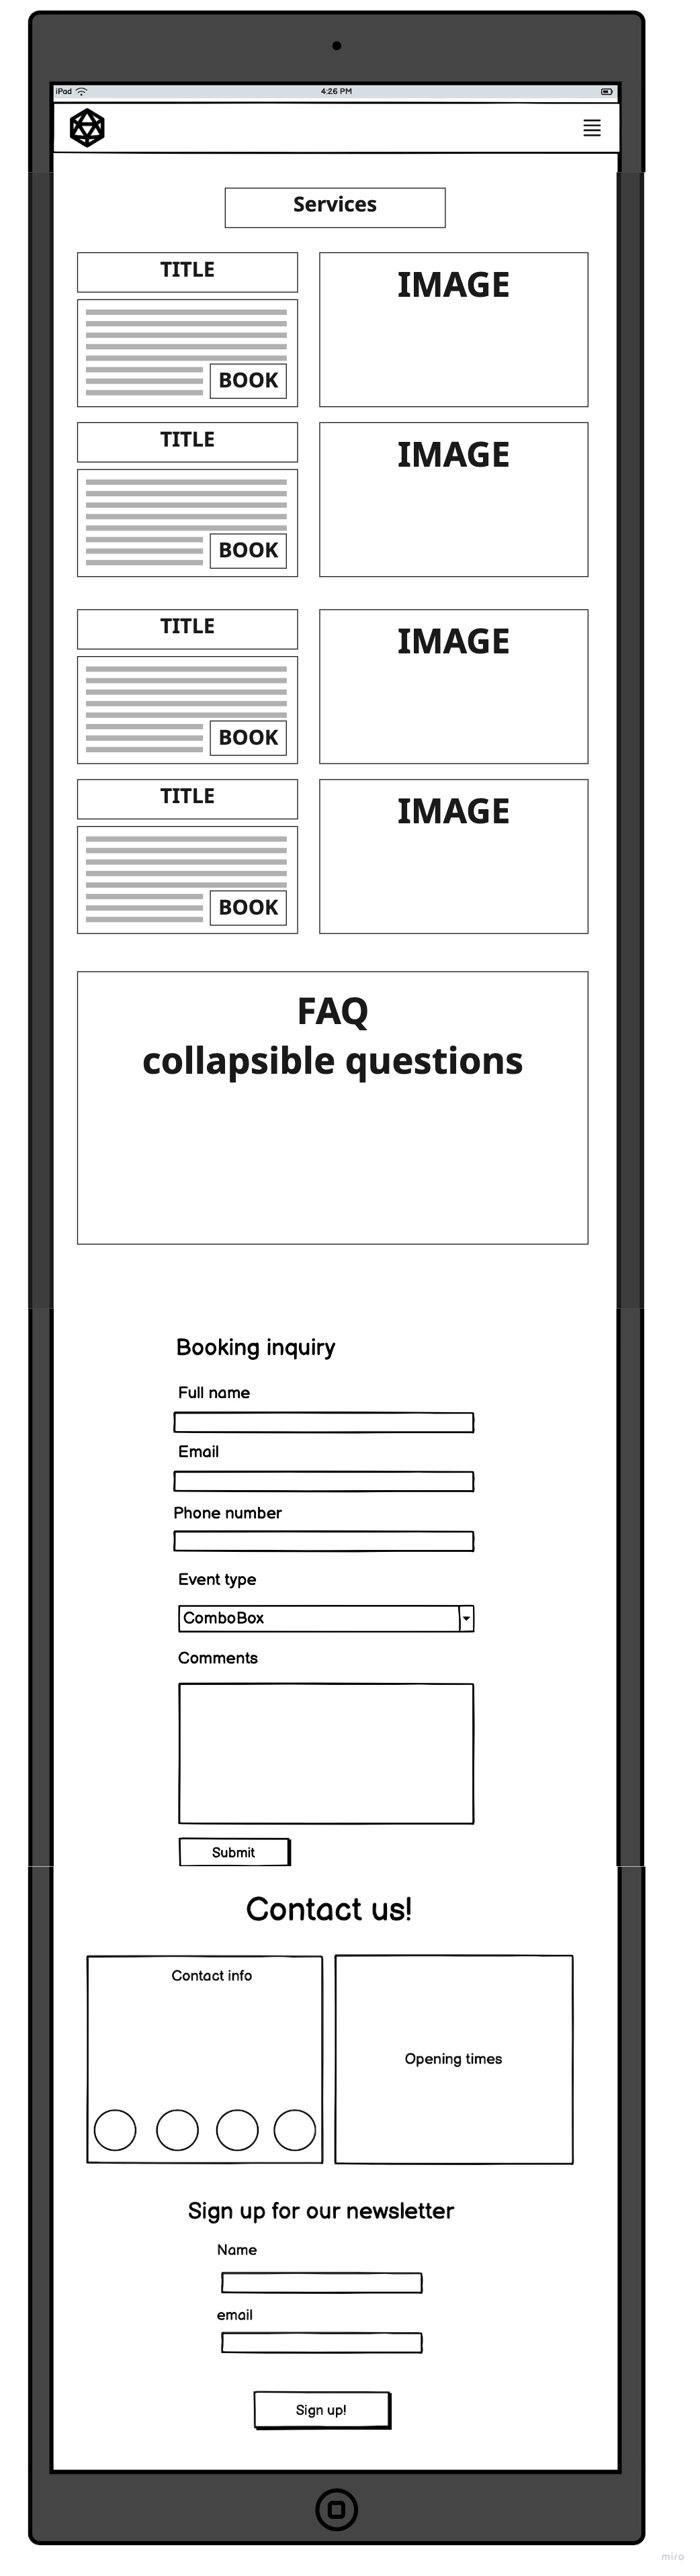 iPad 4:26 PM
Services
TITLE
IMAGE
BOOK
TITLE
IMAGE
BOOK
TITLE
IMAGE
BOOK
TITLE
IMAGE
BOOK
FAQ
collapsible questions
Booking inquiry
Full name
Email
Phone number
Event type
ComboBox
Comments
Submit
Contact us!
Contact info
Opening times
Sign up for our newsletter
Name
email
Sign up!
miro